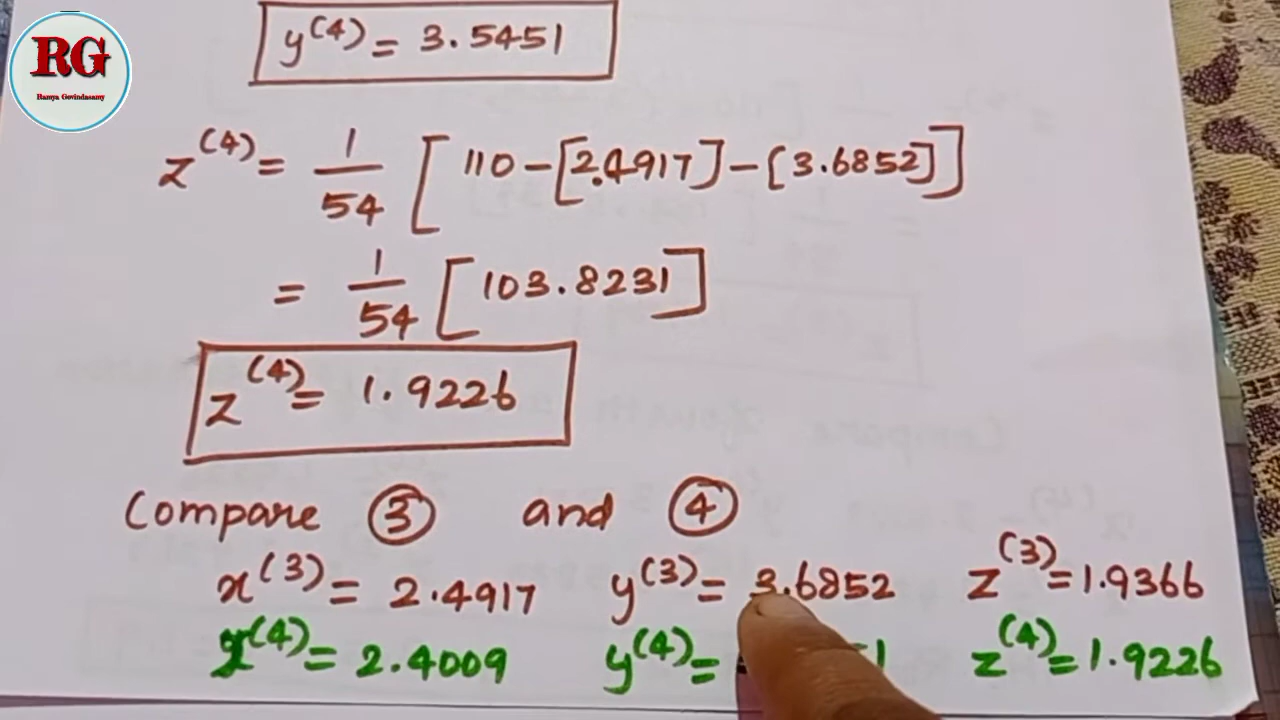 RG
Ramya Govindasamy
y^(4) = 3.5451
z^(4) = 1/54 [110 - [2.4917] - [3.6852]]
= 1/54 [103.8231]
z^(4) = 1.9226
Compare ③ and ④
x^(3) = 2.4917 y^(3) = 3.6852 z^(3) = 1.9366
x^(4) = 2.4009 y^(4) = z^(4) = 1.9226